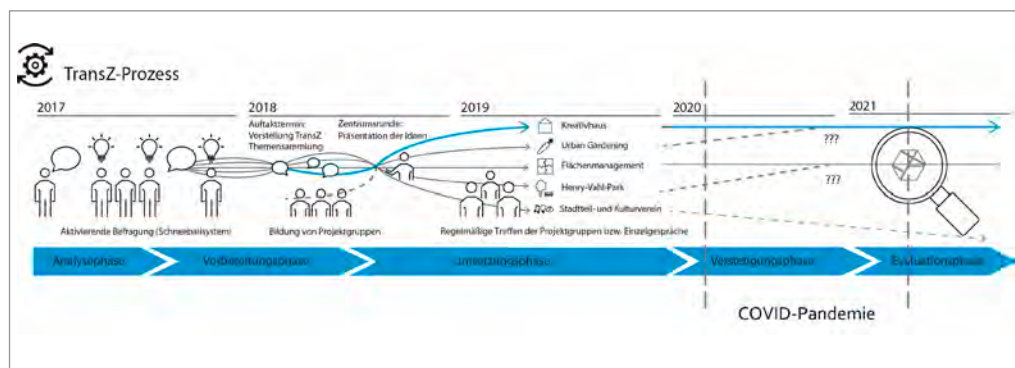 TransZ-Prozess
2017
2018
2019
2020
2021
Auftakttermin:
Vorstellung TransZ
Themensammlung
Zentrumsrunde:
Präsentation der Ideen
Kreativhaus
Urban Gardening
Flächenmanagement
Henry-Vahl-Park
Stadtteil- und Kulturverein
???
???
Aktivierende Befragung (Schneeballsystem)
Bildung von Projektgruppen
Regelmäßige Treffen der Projektgruppen bzw. Einzelgespräche
Analysephase
Vorbereitungsphase
Umsetzungsphase
Verstetigungsphase
Evaluationsphase
COVID-Pandemie